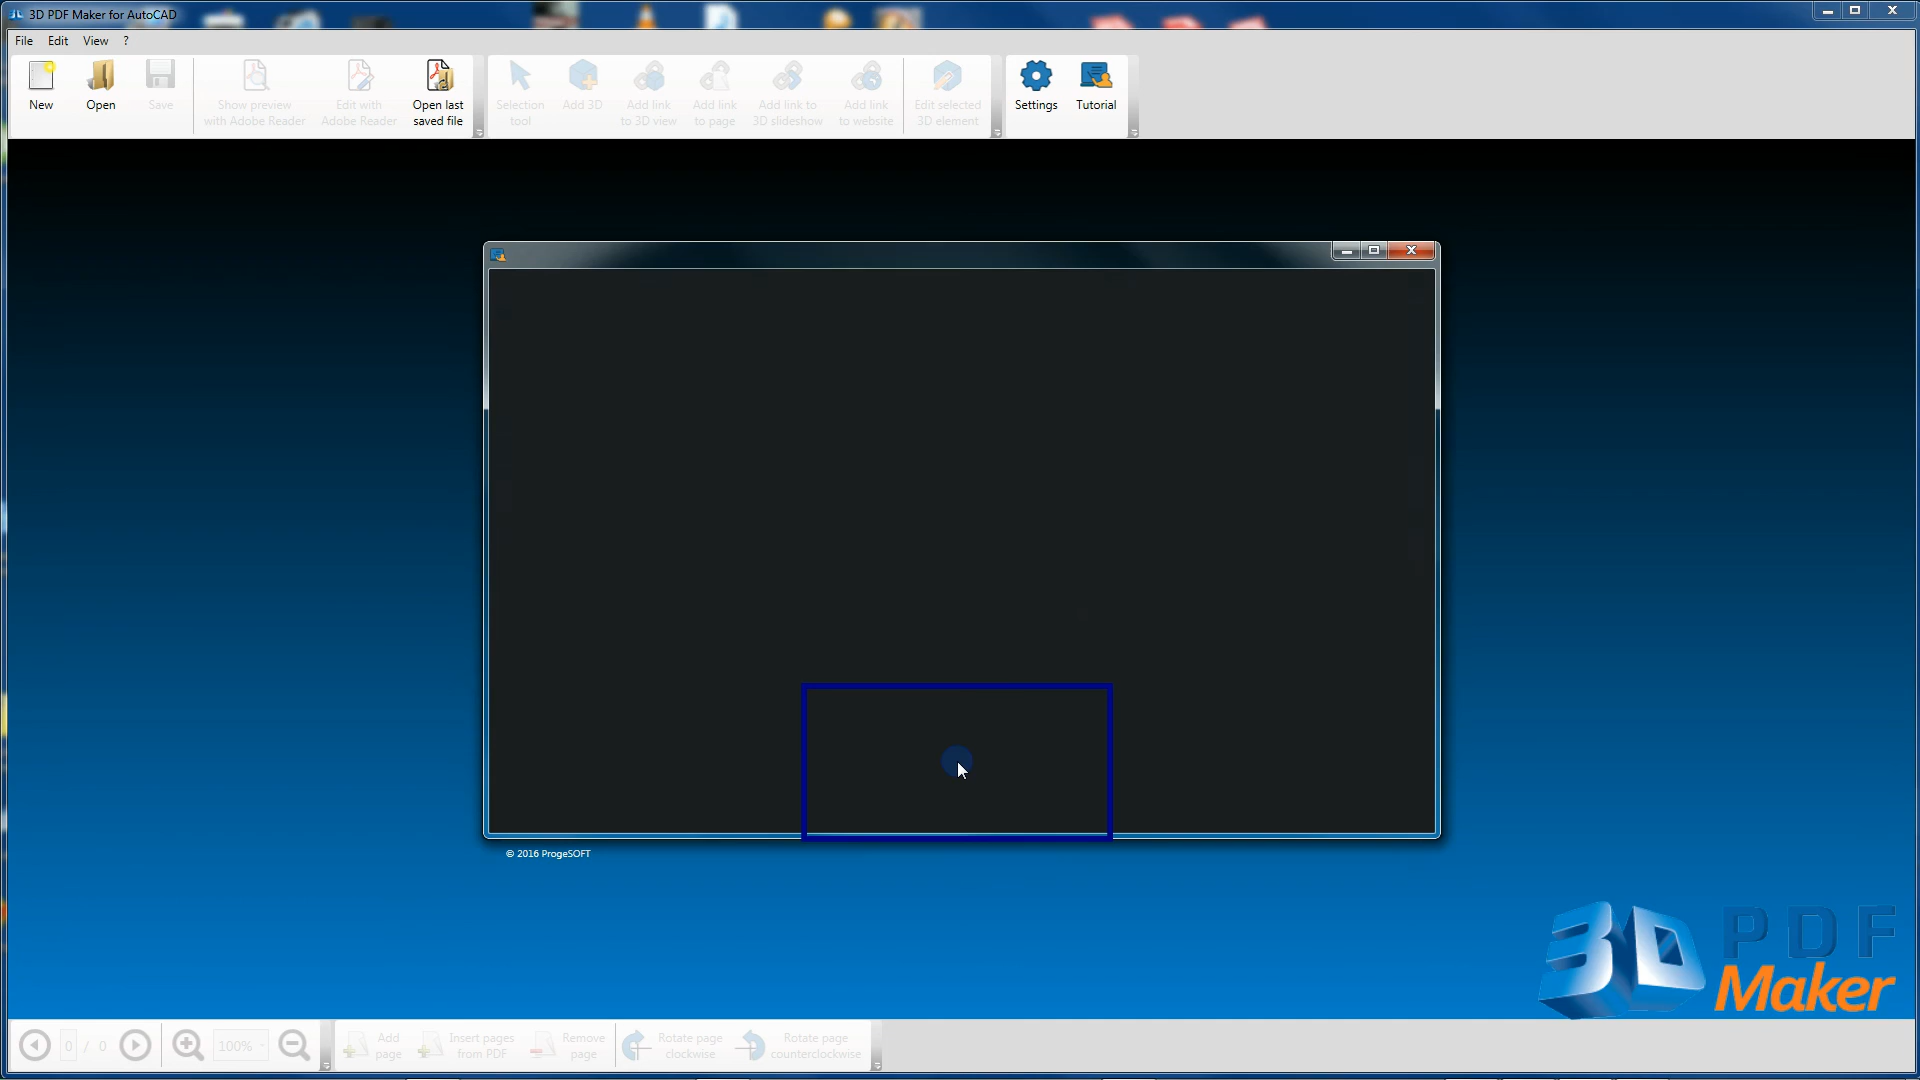 3D PDF Maker for AutoCAD
File Edit View ?
New
Open
Save
Show preview
with Adobe Reader
Edit with
Adobe Reader
Open last
saved file
Selection
tool
Add 3D
Add link
to 3D view
Add link
to page
Add link to
3D slideshow
Add link
to website
Edit selected
3D element
Settings
Tutorial
© 2016 ProgeSOFT
3D PDF
Maker
0 / 0
100%
Add
page
Insert pages
from PDF
Remove
page
Rotate page
clockwise
Rotate page
counterclockwise